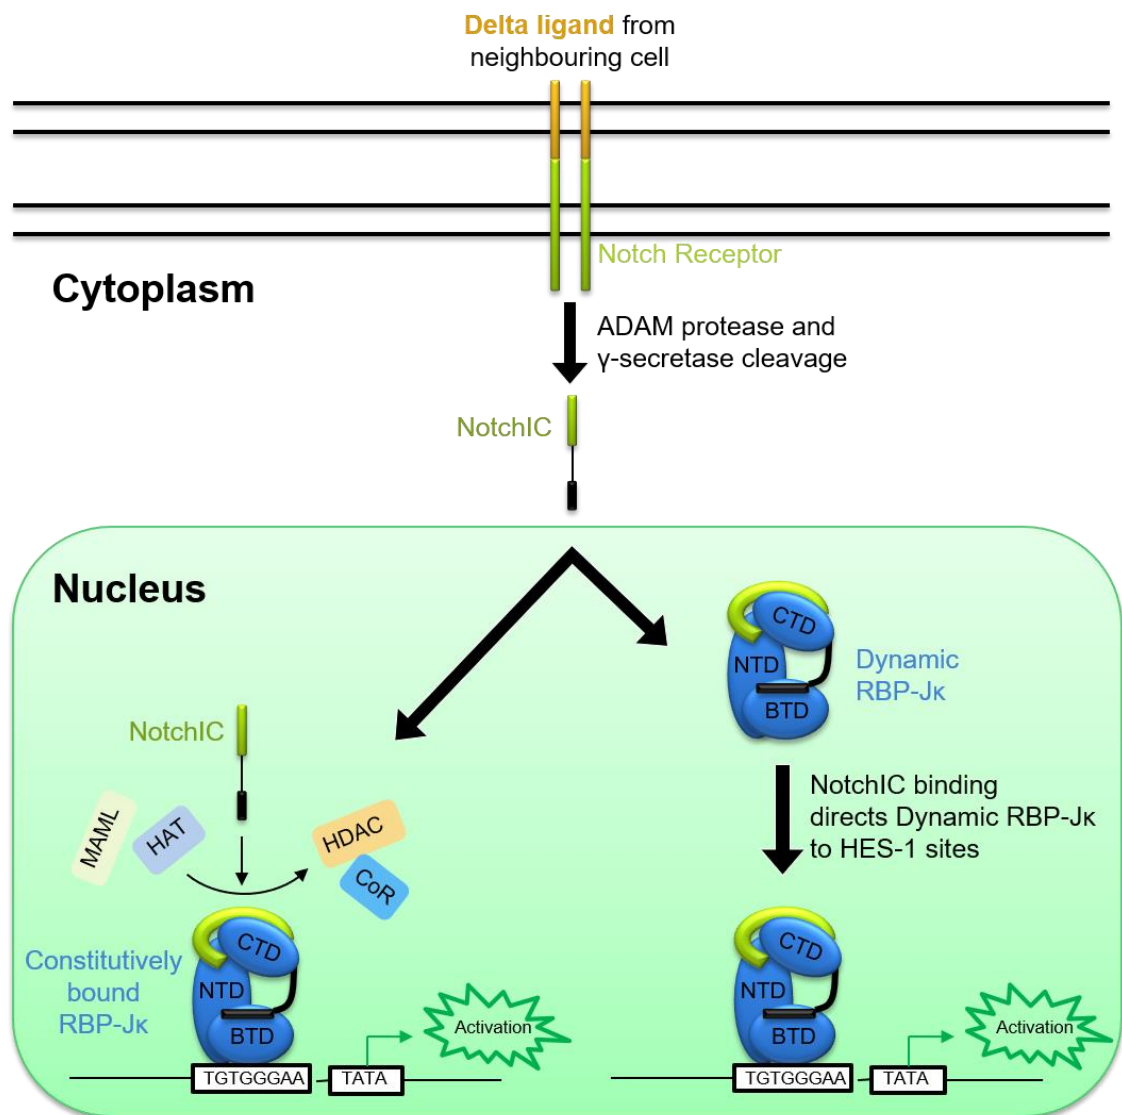 Delta ligand from
neighbouring cell
Notch Receptor
Cytoplasm
ADAM protease and
γ-secretase cleavage
NotchIC
Nucleus
CTD
NTD
BTD
Dynamic
RBP-Jκ
NotchIC
MAML
HAT
HDAC
CoR
NotchIC binding
directs Dynamic RBP-Jκ
to HES-1 sites
Constitutively
bound
RBP-Jκ
CTD
NTD
BTD
Activation
TGTGGGAA
TATA
CTD
NTD
BTD
Activation
TGTGGGAA
TATA